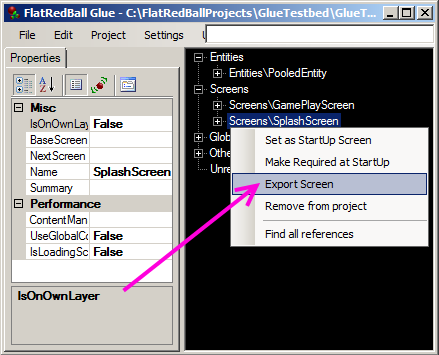 FlatRedBall Glue - C:\FlatRedBallProjects\GlueTestbed\GlueT...
File Edit Project Settings
Properties
Misc
IsOnOwnLay False
BaseScreen
NextScreen
Name SplashScreen
Summary
Performance
ContentMan
UseGlobalCo False
IsLoadingSc False
IsOnOwnLayer
Entities
Entities\PooledEntity
Screens
Screens\GamePlayScreen
Screens\SplashScreen
Glob
Othe
Unre
Set as StartUp Screen
Make Required at StartUp
Export Screen
Remove from project
Find all references